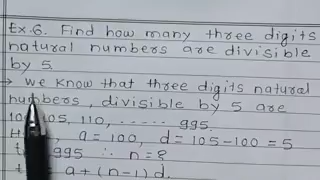 Ex.6. Find how many three digits
natural numbers are divisible
by 5.
→ We know that three digits natural
numbers, divisible by 5 are
105, 110, ...... 995.
a = 100, d = 105-100 = 5
995 ∴ n = ?
a + (n-1) d.